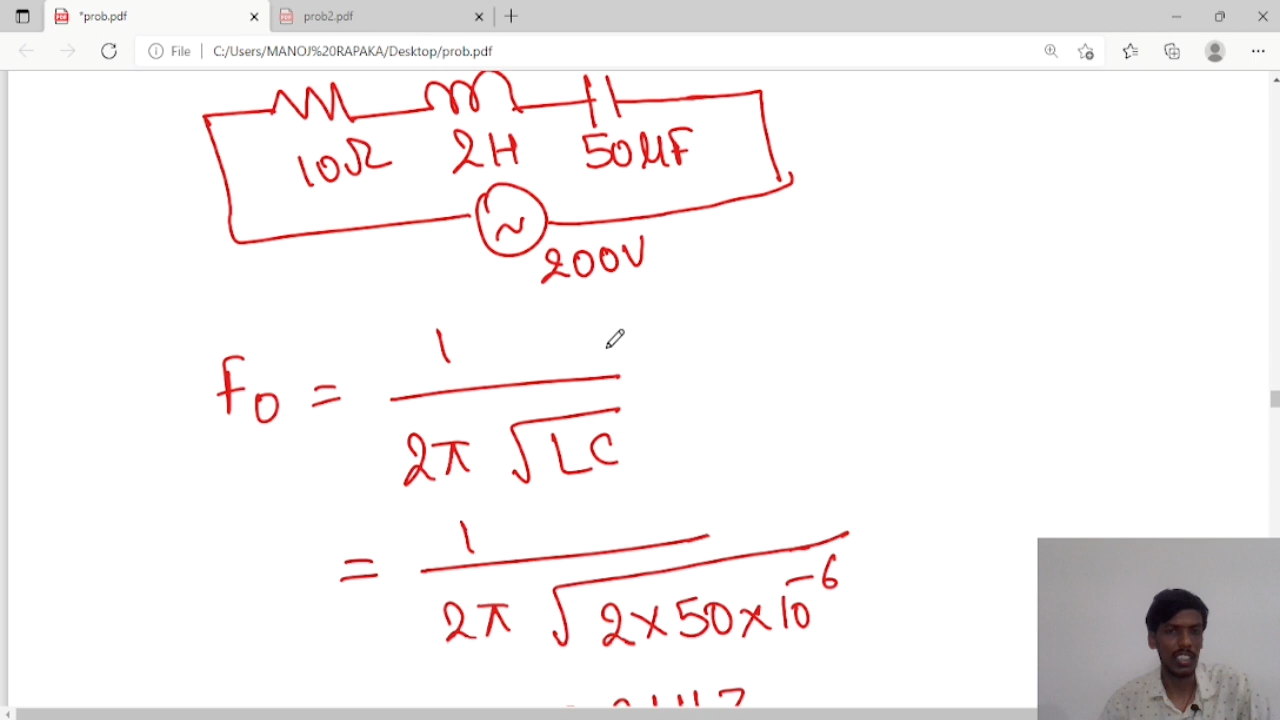 *prob.pdf
prob2.pdf
File
C:/Users/MANOJ%20RAPAKA/Desktop/prob.pdf
10Ω 2H 50μF
200V
F0 = 1
2π √LC
= 1
2π √2×50×10^-6